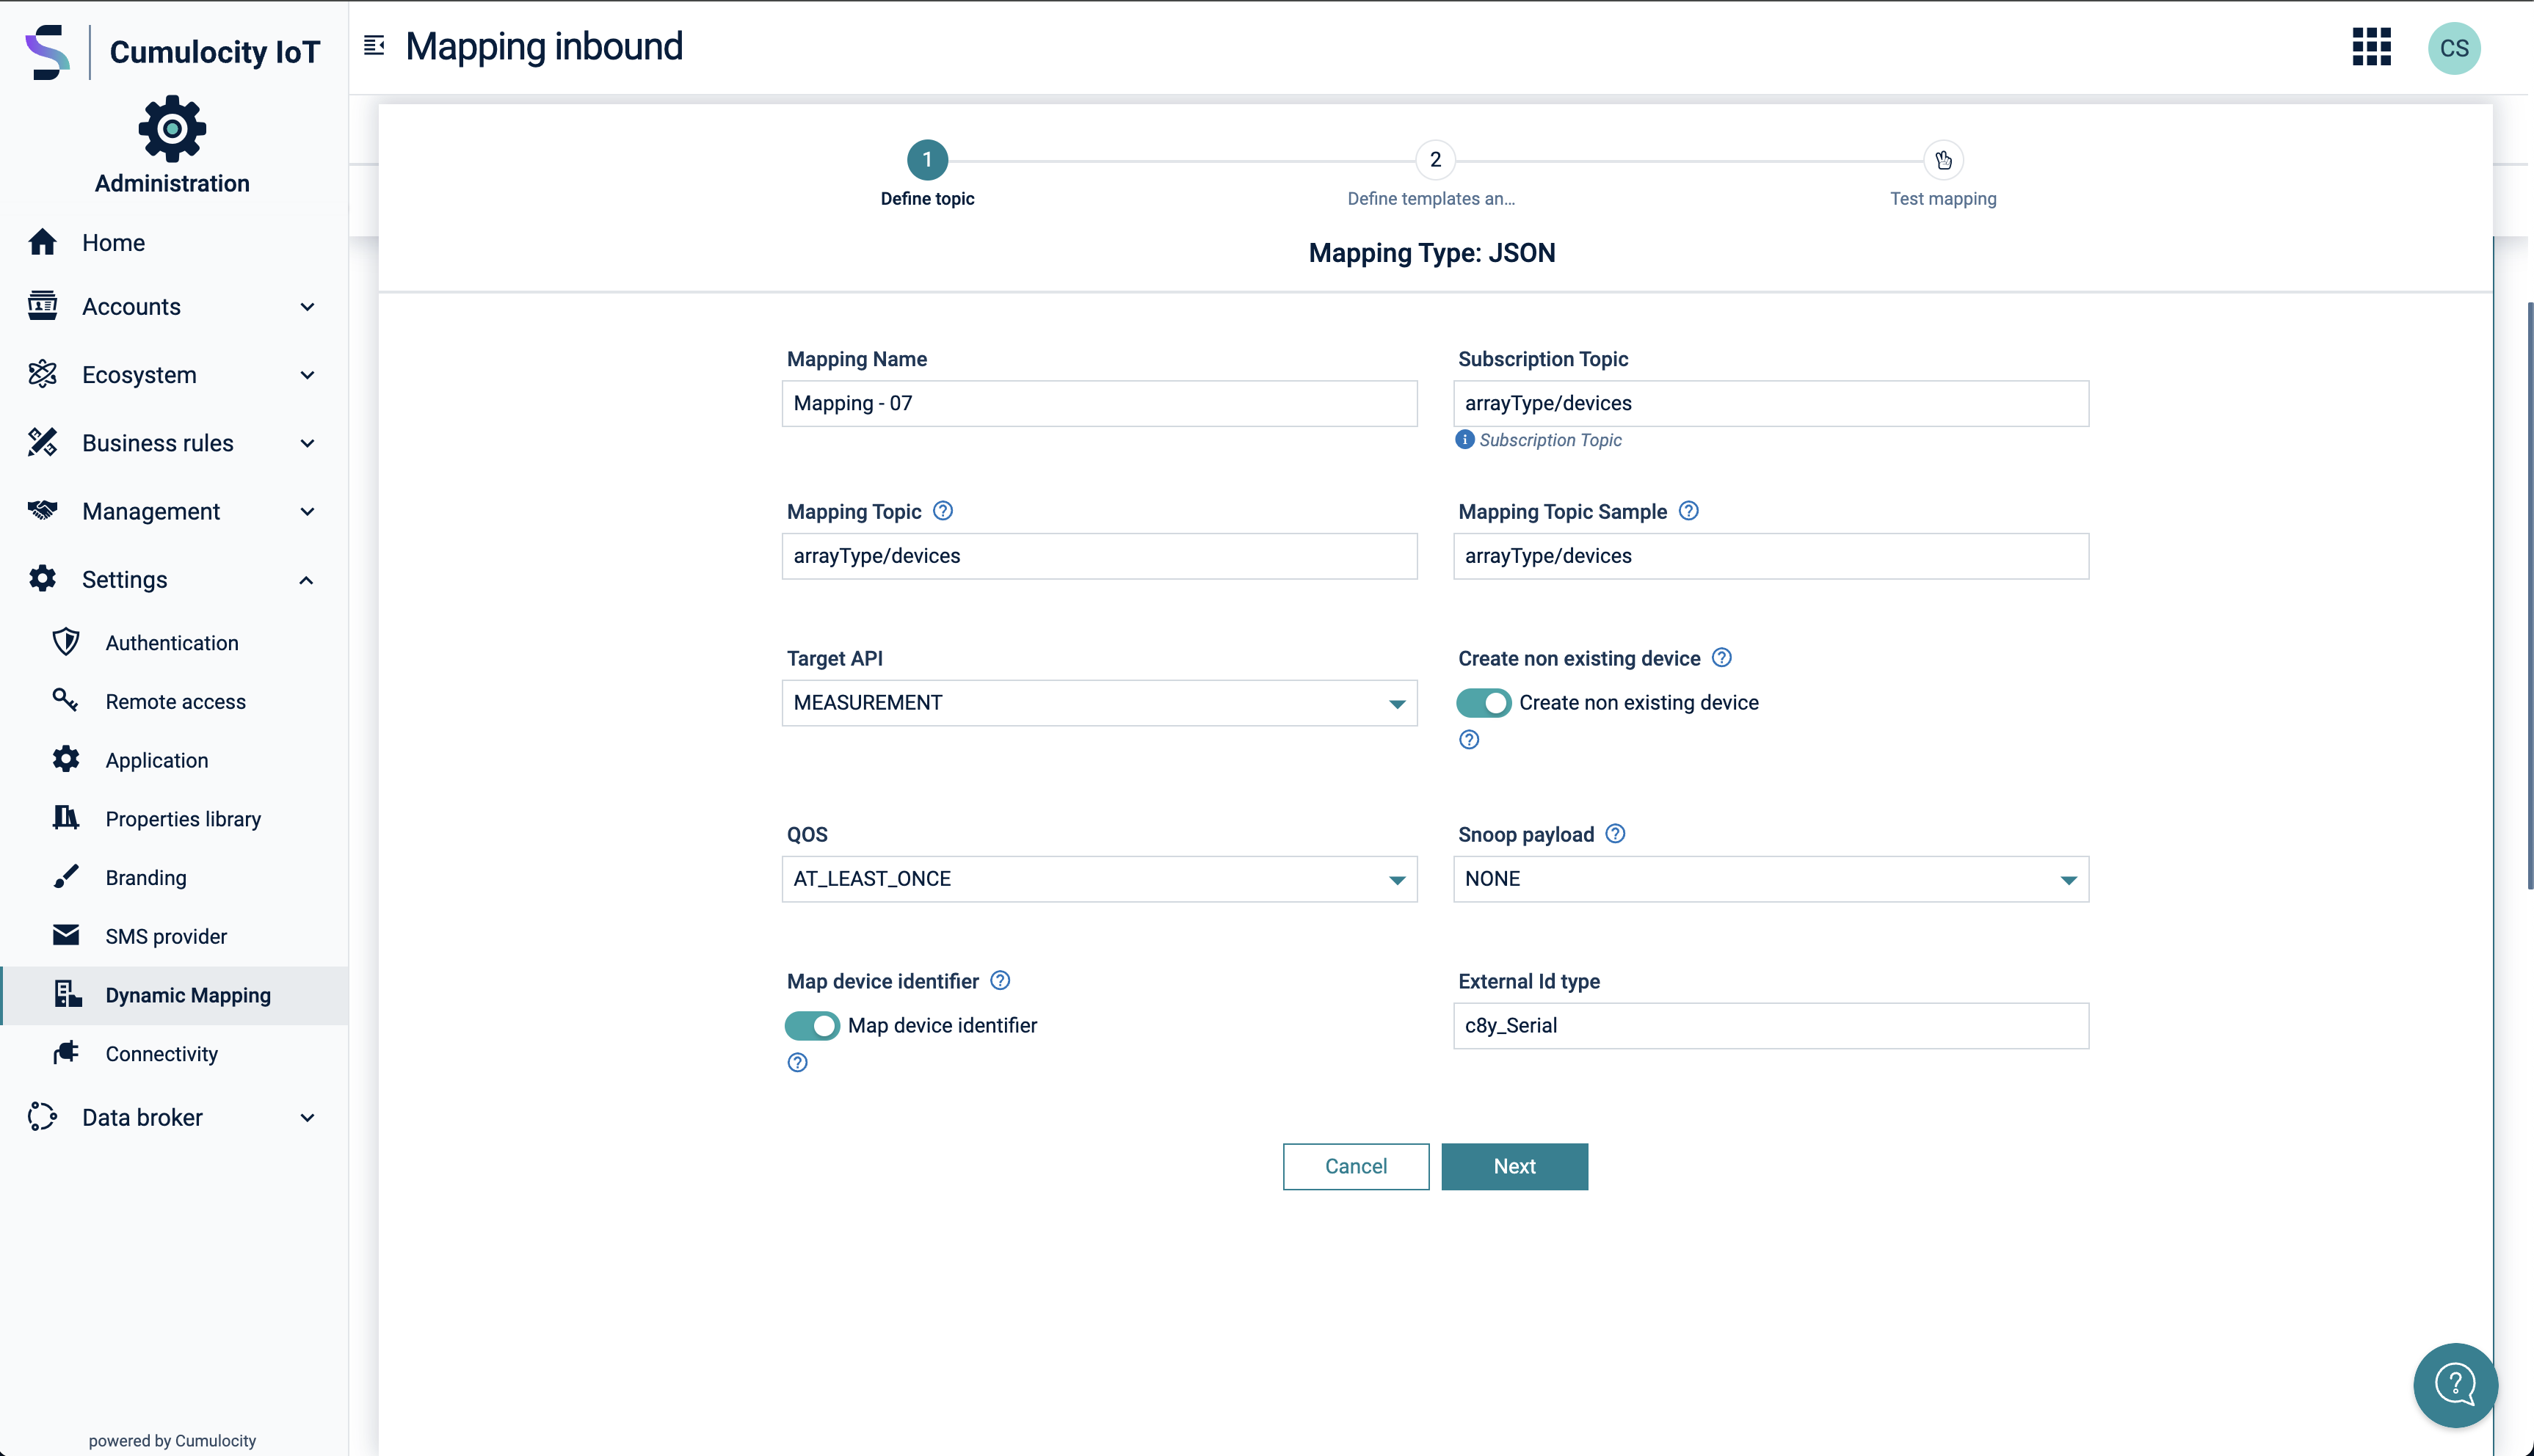 Cumulocity IoT
Mapping inbound
CS
Administration
Home
Accounts
Ecosystem
Business rules
Management
Settings
Authentication
Remote access
Application
Properties library
Branding
SMS provider
Dynamic Mapping
Connectivity
Data broker
powered by Cumulocity
1
2
Define topic
Define templates an...
Test mapping
Mapping Type: JSON
Mapping Name
Subscription Topic
Mapping - 07
arrayType/devices
Subscription Topic
Mapping Topic
Mapping Topic Sample
arrayType/devices
arrayType/devices
Target API
Create non existing device
MEASUREMENT
Create non existing device
QOS
Snoop payload
AT_LEAST_ONCE
NONE
Map device identifier
External Id type
Map device identifier
c8y_Serial
Cancel
Next